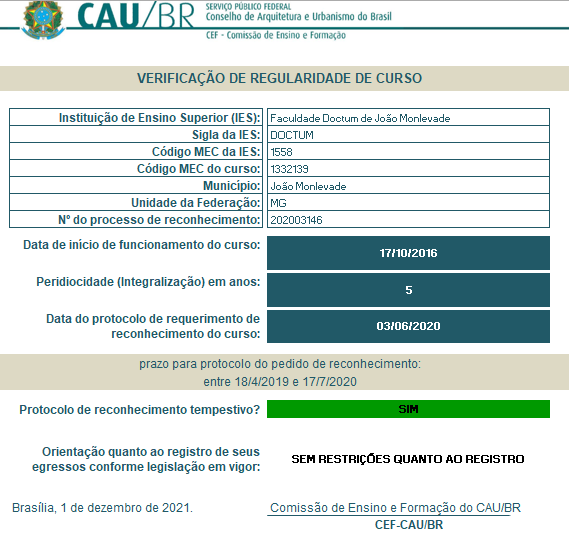 CAU/BR
SERVIÇO PÚBLICO FEDERAL
Conselho de Arquitetura e Urbanismo do Brasil
CEF - Comissão de Ensino e Formação
VERIFICAÇÃO DE REGULARIDADE DE CURSO
Instituição de Ensino Superior (IES): Faculdade Doctum de João Monlevade
Sigla da IES: DOCTUM
Código MEC da IES: 1558
Código MEC do curso: 1332139
Município: João Monlevade
Unidade da Federação: MG
Nº do processo de reconhecimento: 202003146
Data de início de funcionamento do curso: 17/10/2016
Peridiocidade (Integralização) em anos: 5
Data do protocolo de requerimento de
reconhecimento do curso: 03/06/2020
prazo para protocolo do pedido de reconhecimento:
entre 18/4/2019 e 17/7/2020
Protocolo de reconhecimento tempestivo? SIM
Orientação quanto ao registro de seus
egressos conforme legislação em vigor: SEM RESTRIÇÕES QUANTO AO REGISTRO
Brasília, 1 de dezembro de 2021. Comissão de Ensino e Formação do CAU/BR
CEF-CAU/BR